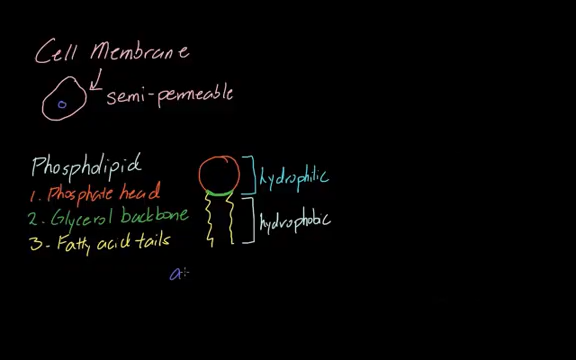 Cell Membrane
semi-permeable
Phospholipid
1. Phosphate head
2. Glycerol backbone
3- Fatty acid tails
hydrophilic
hydrophobic
a